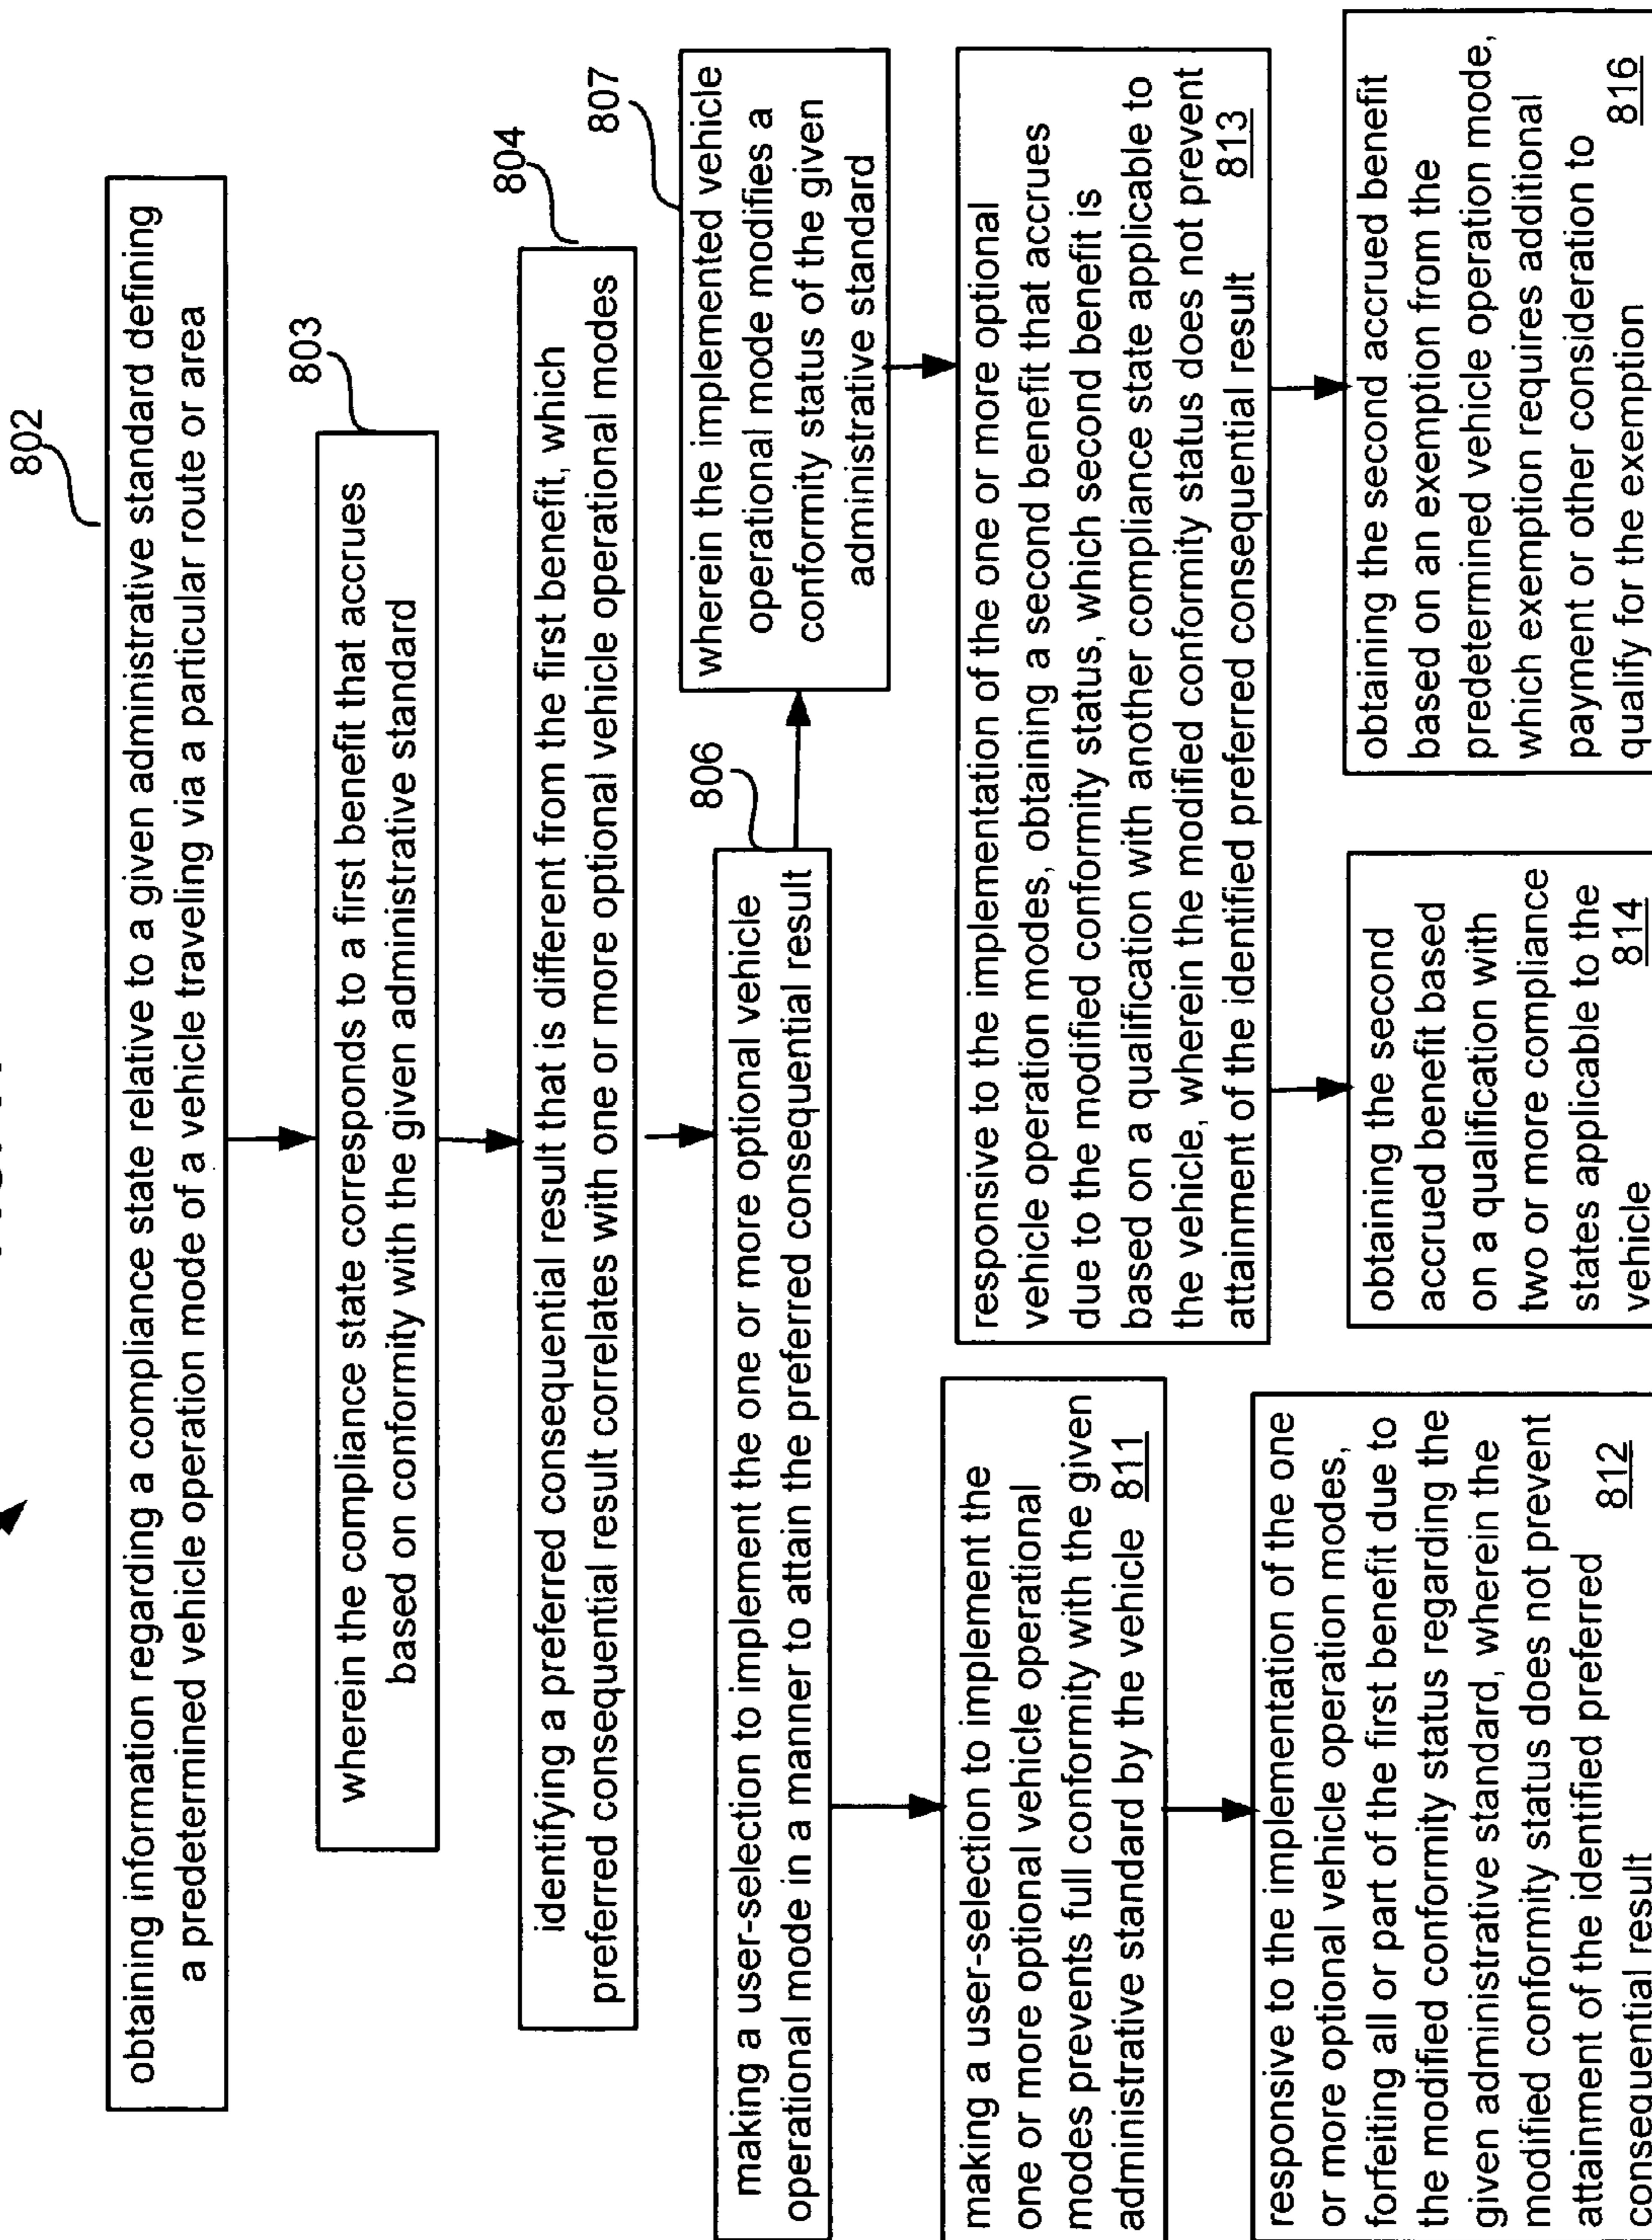 802
obtaining information regarding a compliance state relative to a given administrative standard defining
a predetermined vehicle operation mode of a vehicle traveling via a particular route or area
803
wherein the compliance state corresponds to a first benefit that accrues
based on conformity with the given administrative standard
804
identifying a preferred consequential result that is different from the first benefit, which
preferred consequential result correlates with one or more optional vehicle operational modes
806
making a user-selection to implement the one or more optional vehicle
operational mode in a manner to attain the preferred consequential result
807
wherein the implemented vehicle
operational mode modifies a
conformity status of the given
administrative standard
making a user-selection to implement the
one or more optional vehicle operational
modes prevents full conformity with the given
administrative standard by the vehicle 811
responsive to the implementation of the one
or more optional vehicle operation modes,
forfeiting all or part of the first benefit due to
the modified conformity status regarding the
given administrative standard, wherein the
modified conformity status does not prevent
attainment of the identified preferred
consequential result 812
responsive to the implementation of the one or more optional
vehicle operation modes, obtaining a second benefit that accrues
due to the modified conformity status, which second benefit is
based on a qualification with another compliance state applicable to
the vehicle, wherein the modified conformity status does not prevent
attainment of the identified preferred consequential result 813
obtaining the second
accrued benefit based
on a qualification with
two or more compliance
states applicable to the
vehicle 814
obtaining the second accrued benefit
based on an exemption from the
predetermined vehicle operation mode,
which exemption requires additional
payment or other consideration to
qualify for the exemption 816